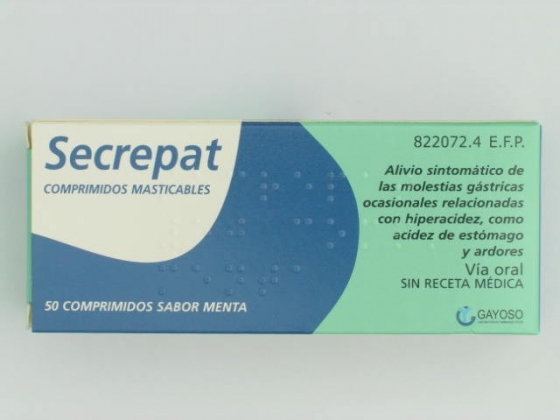 Secrepat
COMPRIMIDOS MASTICABLES
50 COMPRIMIDOS SABOR MENTA
822072.4 E.F.P.
Alivio sintomático de
las molestias gástricas
ocasionales relacionadas
con hiperacidez, como
acidez de estómago
y ardores
Vía oral
SIN RECETA MÉDICA
GAYOSO